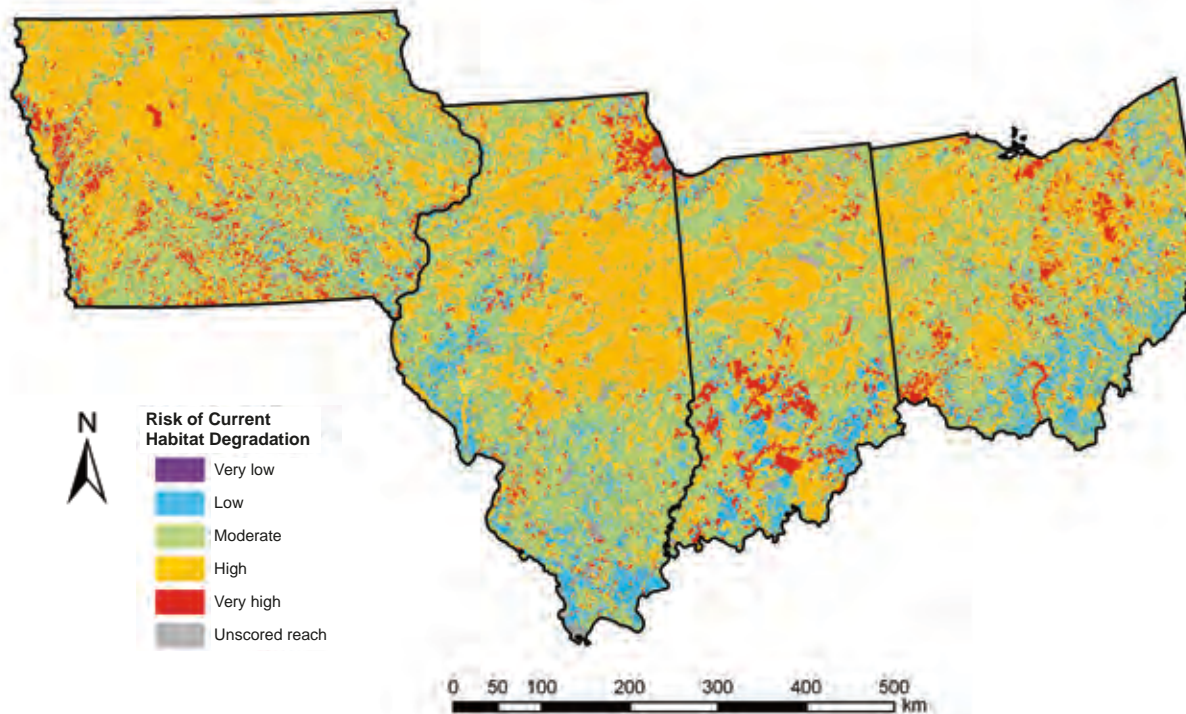 N
Risk of Current
Habitat Degradation
Very low
Low
Moderate
High
Very high
Unscored reach
0 50 100 200 300 400 500
km